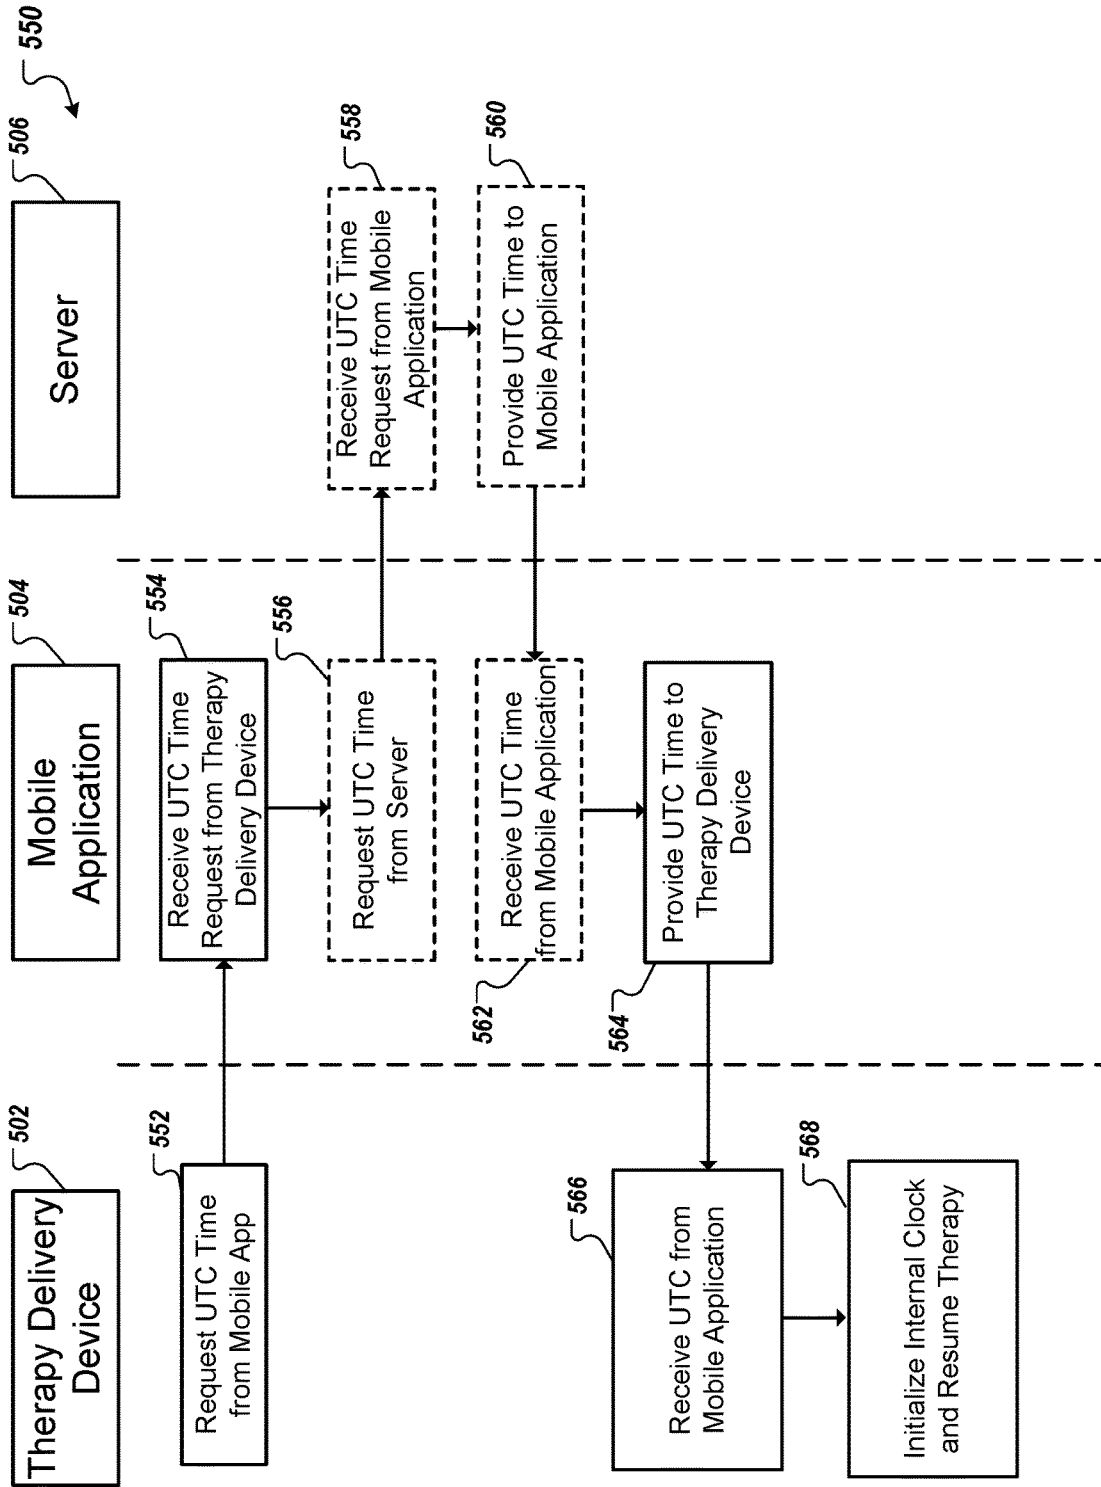 550
502
Therapy Delivery
Device
504
Mobile
Application
506
Server
552
Request UTC Time
from Mobile App
554
Receive UTC Time
Request from Therapy
Delivery Device
556
Request UTC Time
from Server
558
Receive UTC Time
Request from Mobile
Application
560
Provide UTC Time to
Mobile Application
562
Receive UTC Time
from Mobile Application
564
Provide UTC Time to
Therapy Delivery
Device
566
Receive UTC from
Mobile Application
568
Initialize Internal Clock
and Resume Therapy